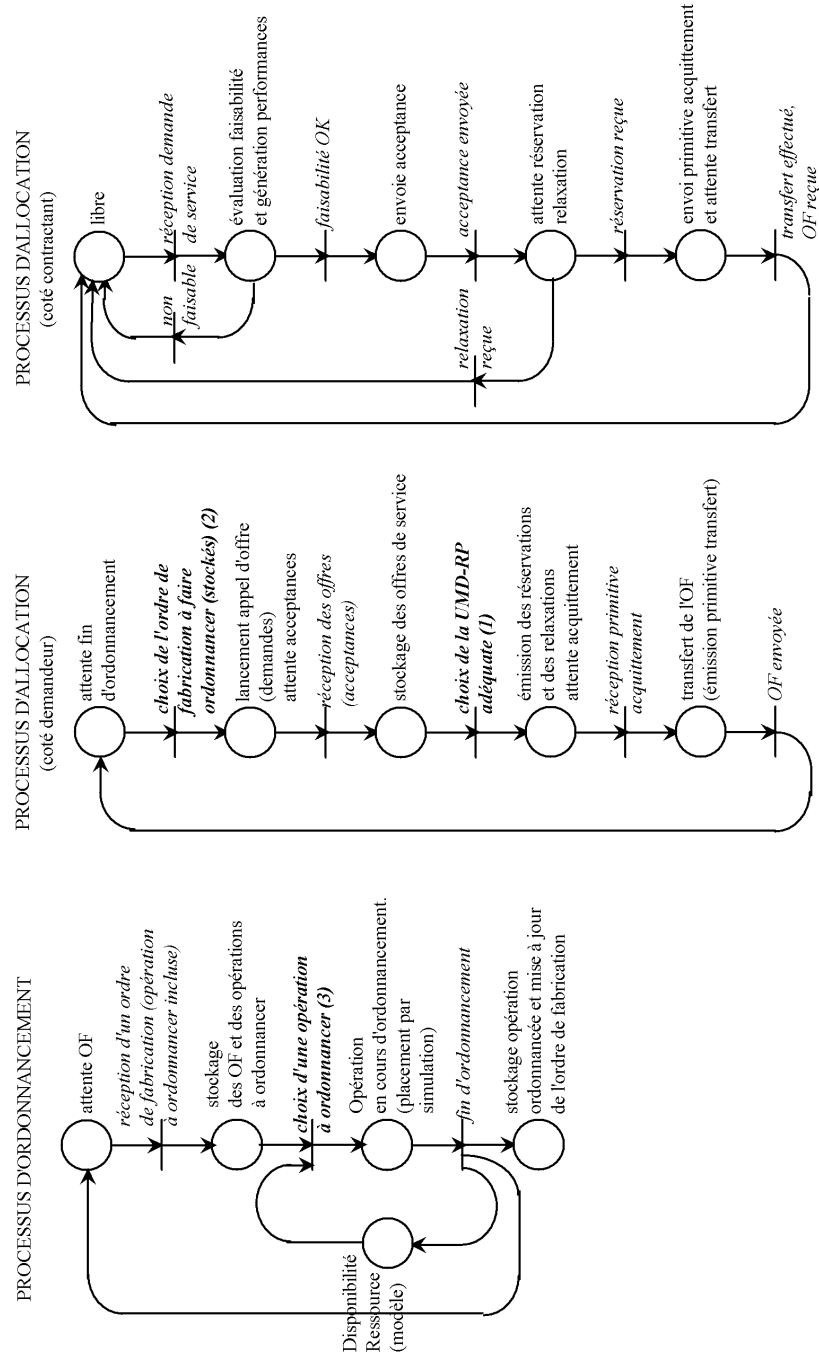 PROCESSUS D'ORDONNANCEMENT
attente OF
réception d'un ordre
de fabrication (opération
à ordonnancer incluse)
stockage
des OF et des opérations
à ordonnancer
choix d'une opération
à ordonnancer (3)
Opération
en cours d'ordonnancement.
(placement par
simulation)
Disponibilité
Ressource
(modèle)
fin d'ordonnancement
stockage opération
ordonnancée et mise à jour
de l'ordre de fabrication
PROCESSUS D'ALLOCATION
(coté demandeur)
attente fin
d'ordonnancement
choix de l'ordre de
fabrication à faire
ordonnancer (stockés) (2)
lancement appel d'offre
(demandes)
attente acceptances
réception des offres
(acceptances)
stockage des offres de service
choix de la UMD-RP
adéquate (1)
émission des réservations
et des relaxations
attente acquittement
réception primitive
acquittement
transfert de l'OF
(émission primitive transfert)
OF envoyée
PROCESSUS D'ALLOCATION
(coté contractant)
libre
réception demande
de service
non
faisable
évaluation faisabilité
et génération performances
faisabilité OK
envoie acceptance
acceptance envoyée
relaxation
reçue
attente réservation
relaxation
réservation reçue
envoi primitive acquittement
et attente transfert
transfert effectué,
OF reçue